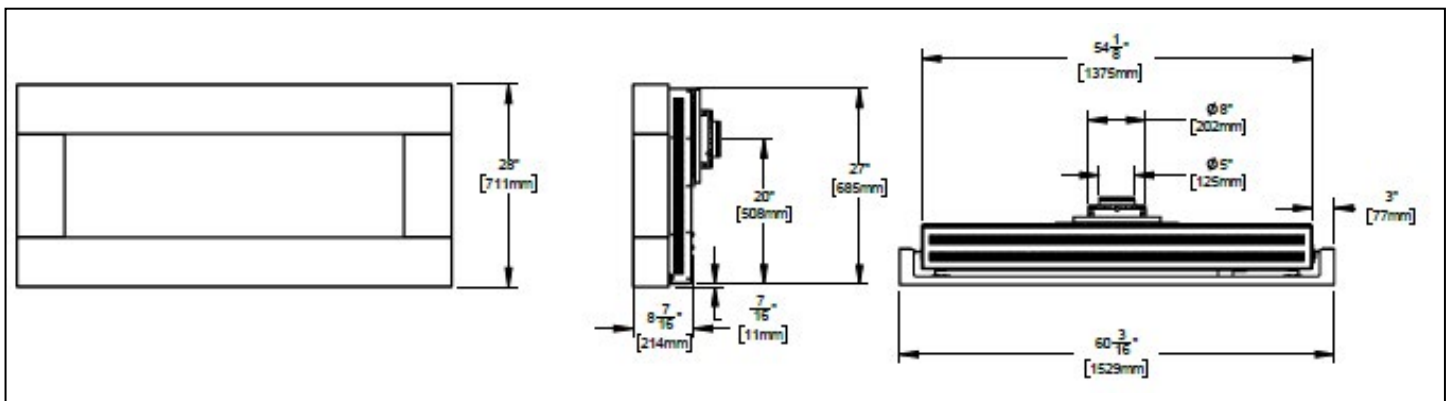 28"
[711mm]
20"
[508mm]
27"
[685mm]
8 7/16"
[214mm]
7/16"
[11mm]
54 1/8"
[1375mm]
Ø8"
[202mm]
Ø5"
[125mm]
3"
[77mm]
60 3/16"
[1529mm]